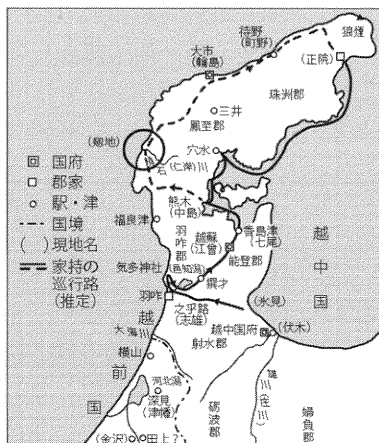 狼煙
待野
(町野)
大市
(輪島)
(正院)
珠洲郡
三井
鳳至郡
穴水
(仁岸)川
熊木
(中島)
福良津
羽咋郡
越蘇
(江曽)
香島津
(七尾)
能登郡
越中国
気多神社
(邑知潟)
撰才
羽咋
之乎路
(志雄)
(氷見)
越中国府
(伏木)
射水郡
大海川
横山
越前国
河北潟
深見
(津幡)
砺波郡
婦負郡
(金沢)
田上?
国府
郡家
駅・津
国境
( )現地名
家持の
巡行路
(推定)